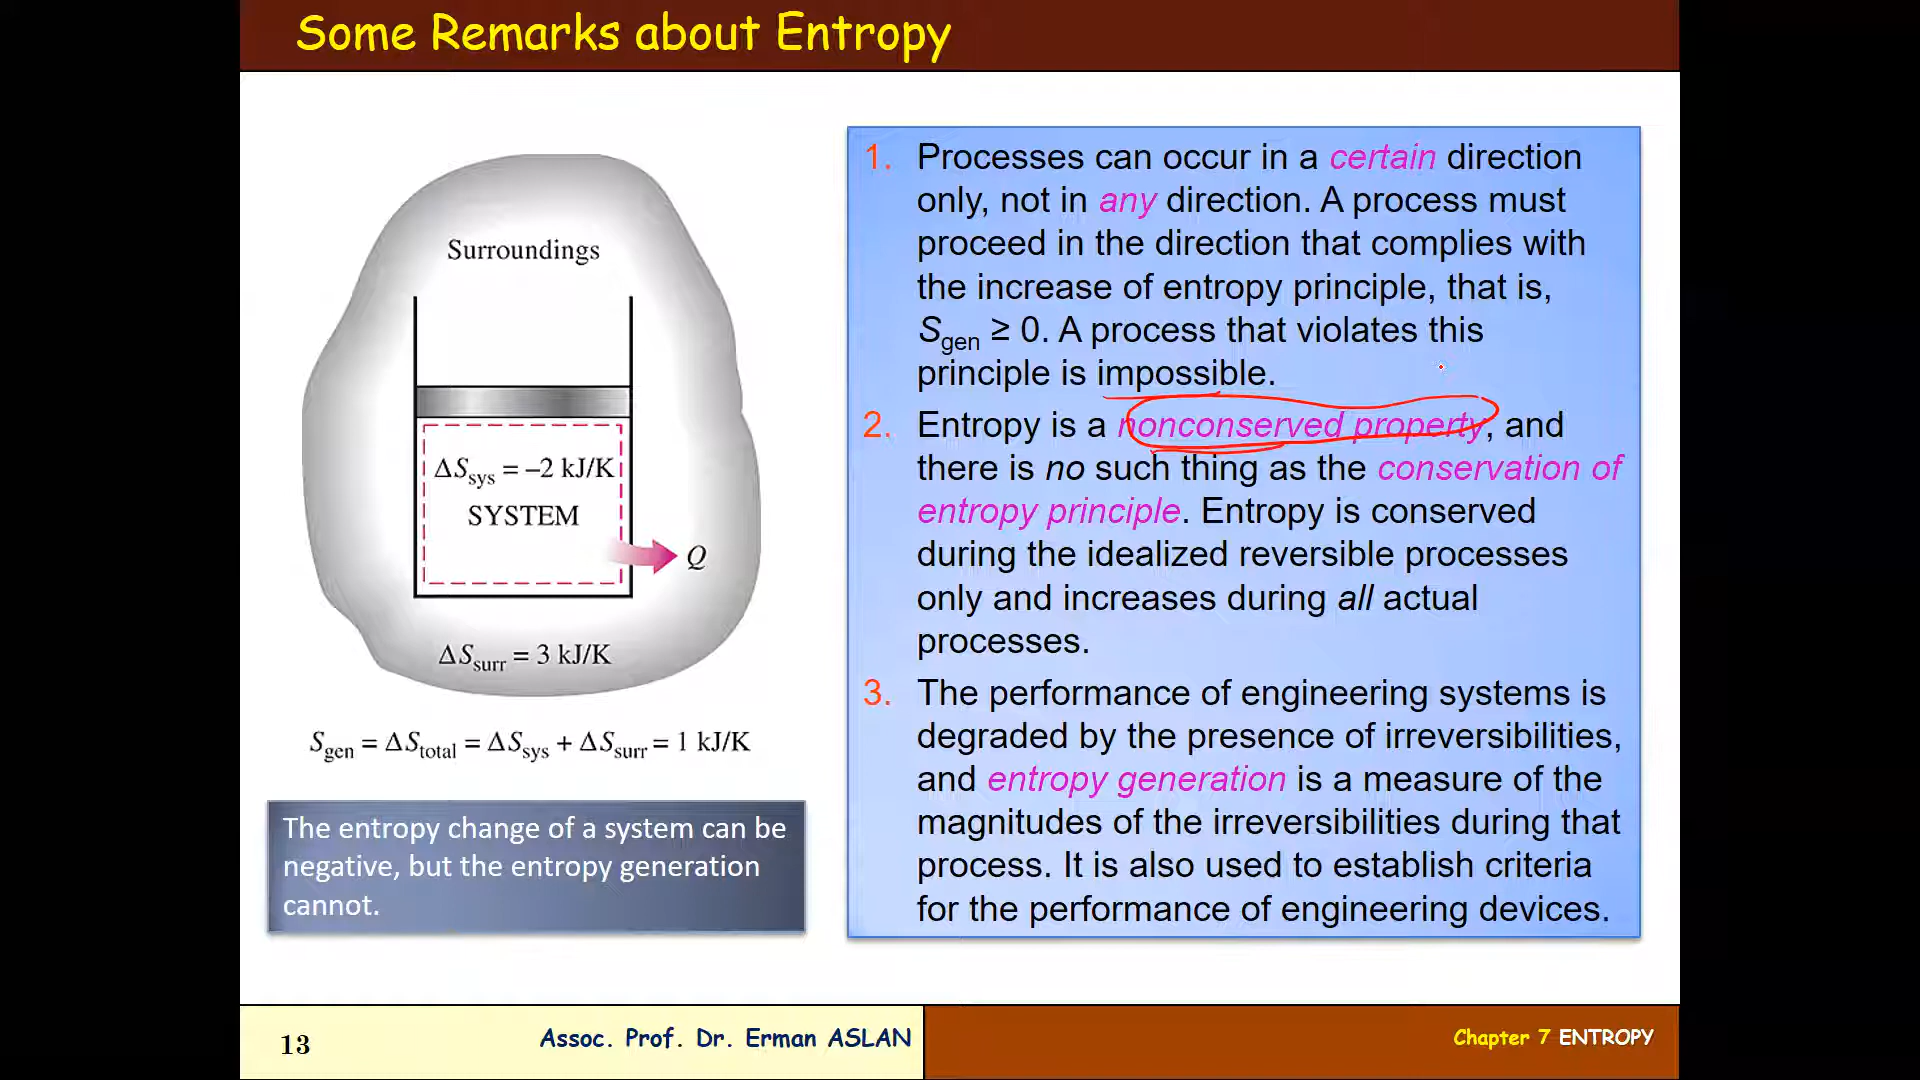 Some Remarks about Entropy
Surroundings
ΔSsys = –2 kJ/K
SYSTEM
Q
ΔSsurr = 3 kJ/K
Sgen = ΔStotal = ΔSsys + ΔSsurr = 1 kJ/K
The entropy change of a system can be
negative, but the entropy generation
cannot.
1. Processes can occur in a certain direction
only, not in any direction. A process must
proceed in the direction that complies with
the increase of entropy principle, that is,
Sgen ≥ 0. A process that violates this
principle is impossible.
2. Entropy is a nonconserved property, and
there is no such thing as the conservation of
entropy principle. Entropy is conserved
during the idealized reversible processes
only and increases during all actual
processes.
3. The performance of engineering systems is
degraded by the presence of irreversibilities,
and entropy generation is a measure of the
magnitudes of the irreversibilities during that
process. It is also used to establish criteria
for the performance of engineering devices.
13
Assoc. Prof. Dr. Erman ASLAN
Chapter 7 ENTROPY